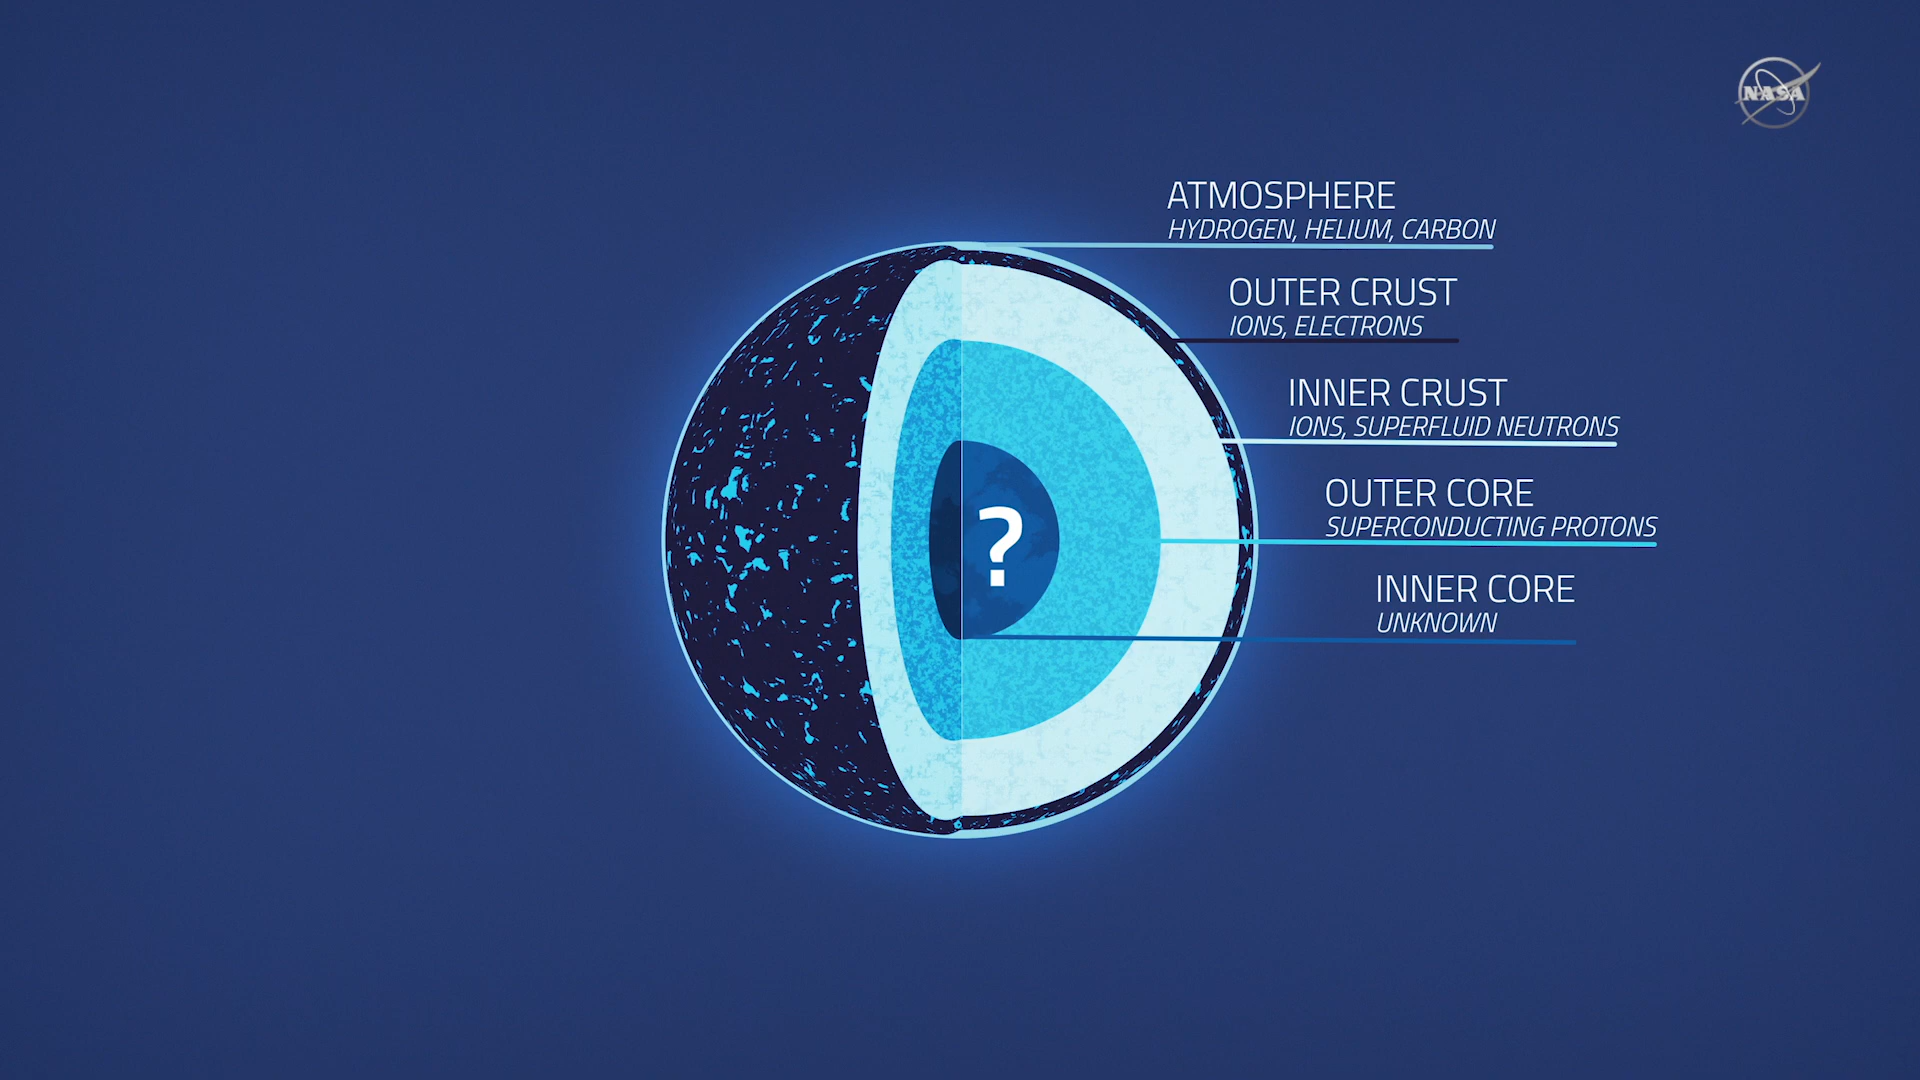 NASA
ATMOSPHERE
HYDROGEN, HELIUM, CARBON
OUTER CRUST
IONS, ELECTRONS
INNER CRUST
IONS, SUPERFLUID NEUTRONS
OUTER CORE
SUPERCONDUCTING PROTONS
?
INNER CORE
UNKNOWN